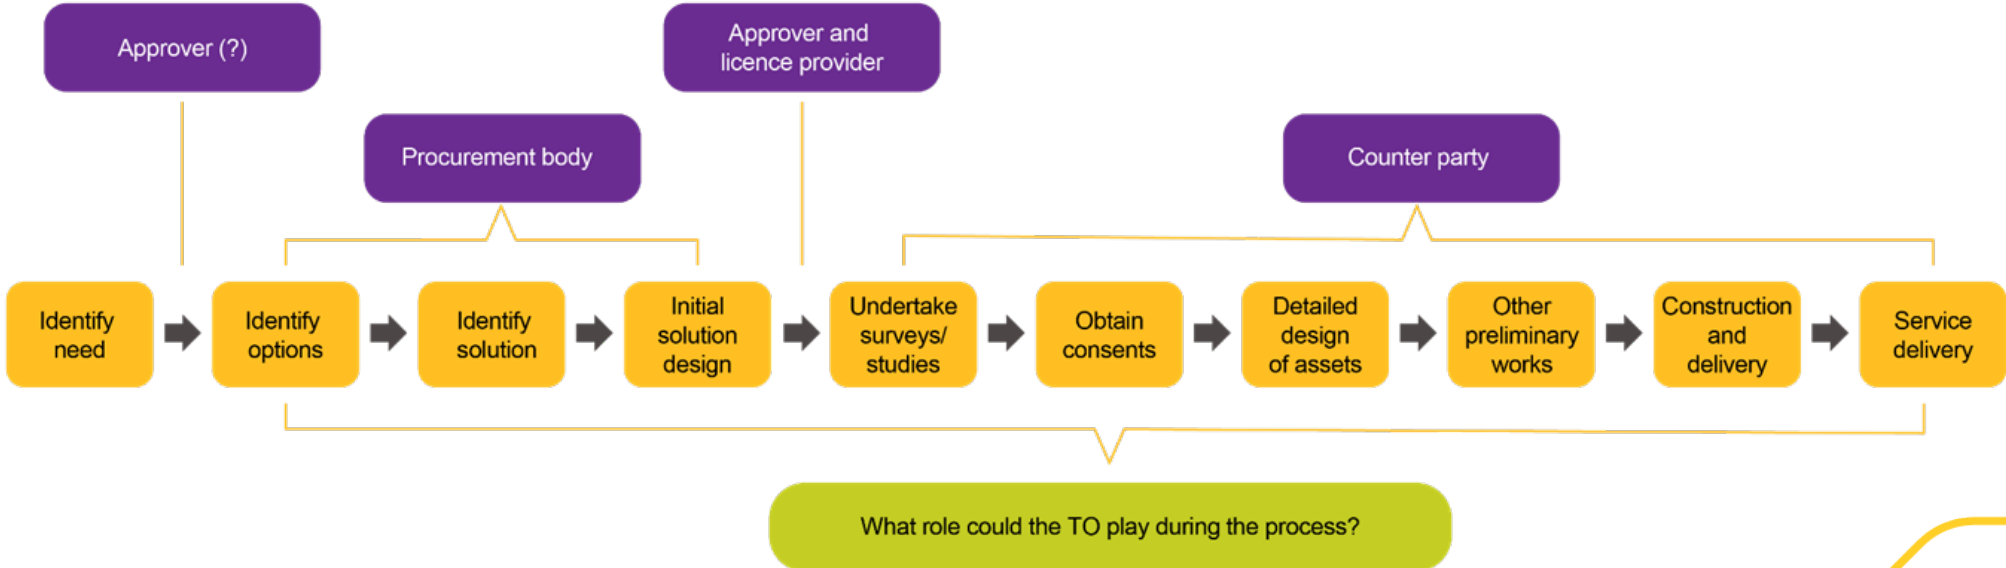 Approver (?)
Approver and
licence provider
Procurement body
Counter party
Identify
need
Identify
options
Identify
solution
Initial
solution
design
Undertake
surveys/
studies
Obtain
consents
Detailed
design
of assets
Other
preliminary
works
Construction
and
delivery
Service
delivery
What role could the TO play during the process?